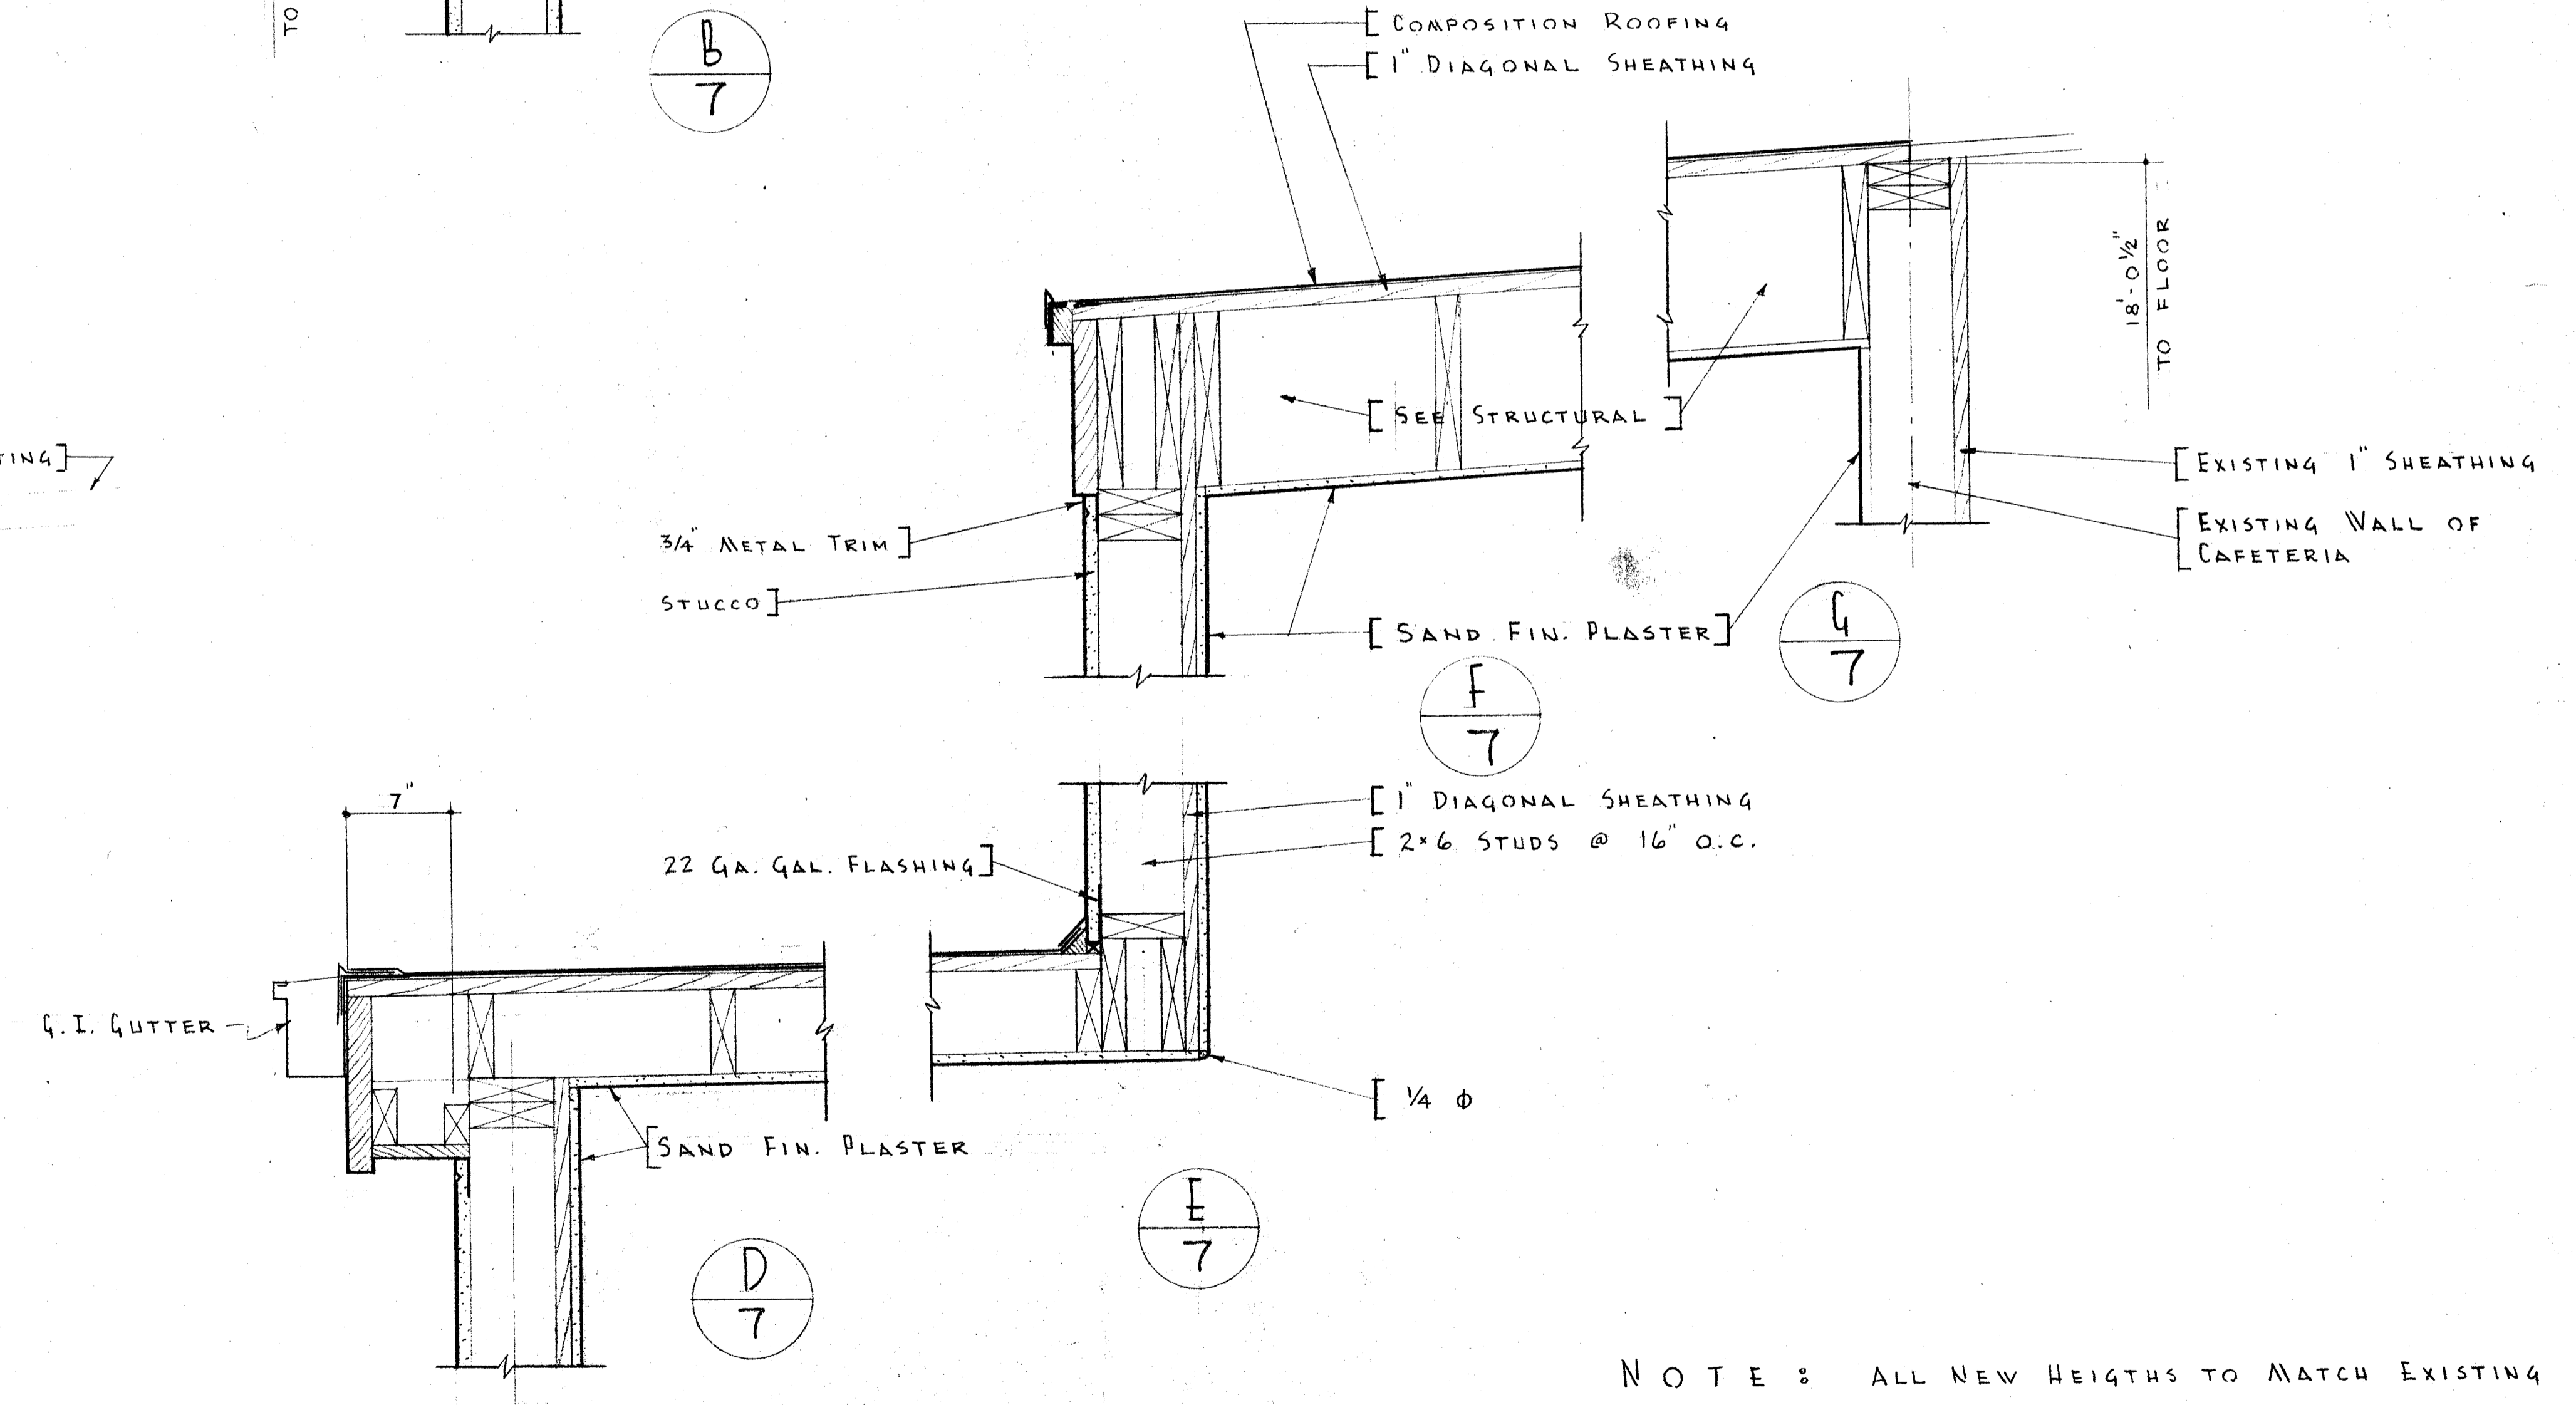 TO
B
7
[ COMPOSITION ROOFING
[ 1" DIAGONAL SHEATHING
18'-0 1/2"
TO FLOOR
[ SEE STRUCTURAL ]
[ EXISTING 1" SHEATHING
[ EXISTING WALL OF
CAFETERIA
3/4" METAL TRIM ]
STUCCO ]
[ SAND FIN. PLASTER ]
G
7
F
7
7"
[ 1" DIAGONAL SHEATHING
[ 2×6 STUDS @ 16" O.C.
22 GA. GAL. FLASHING ]
G. I. GUTTER
[ 1/4 ϕ
[ SAND FIN. PLASTER
E
7
D
7
NOTE: ALL NEW HEIGTHS TO MATCH EXISTING